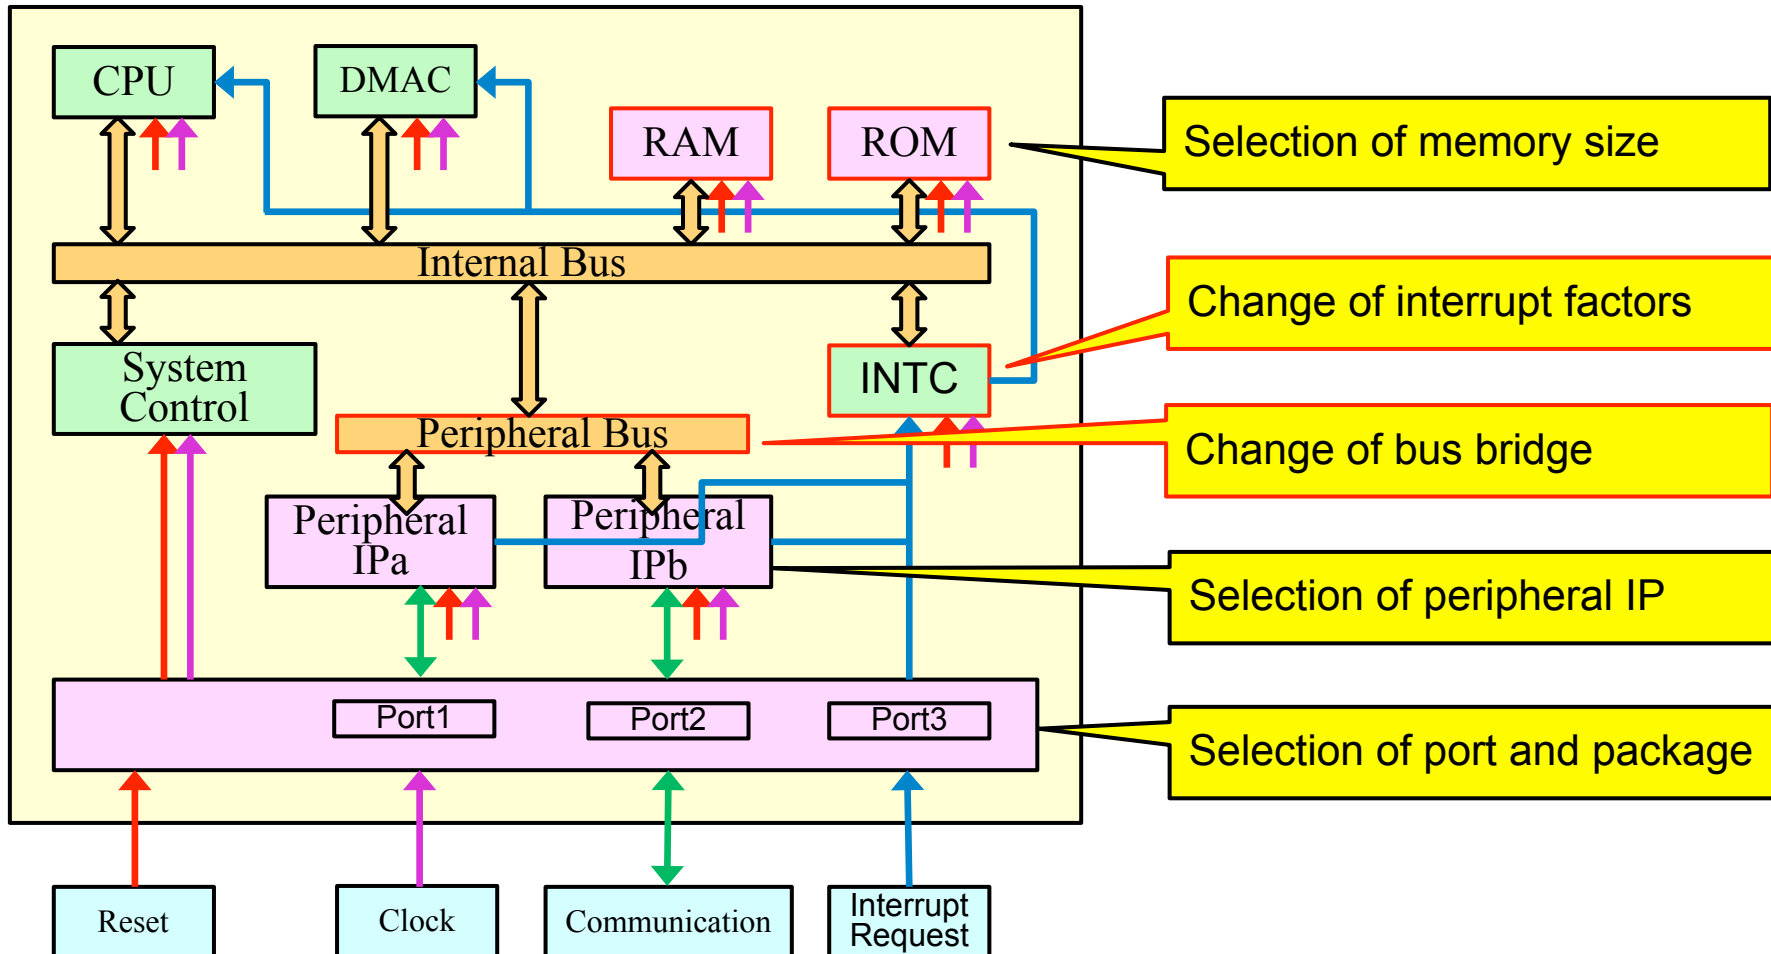 CPU
DMAC
RAM
ROM
Selection of memory size
Internal Bus
Change of interrupt factors
System
Control
INTC
Peripheral Bus
Change of bus bridge
Peripheral
IPa
Peripheral
IPb
Selection of peripheral IP
Port1
Port2
Port3
Selection of port and package
Reset
Clock
Communication
Interrupt
Request